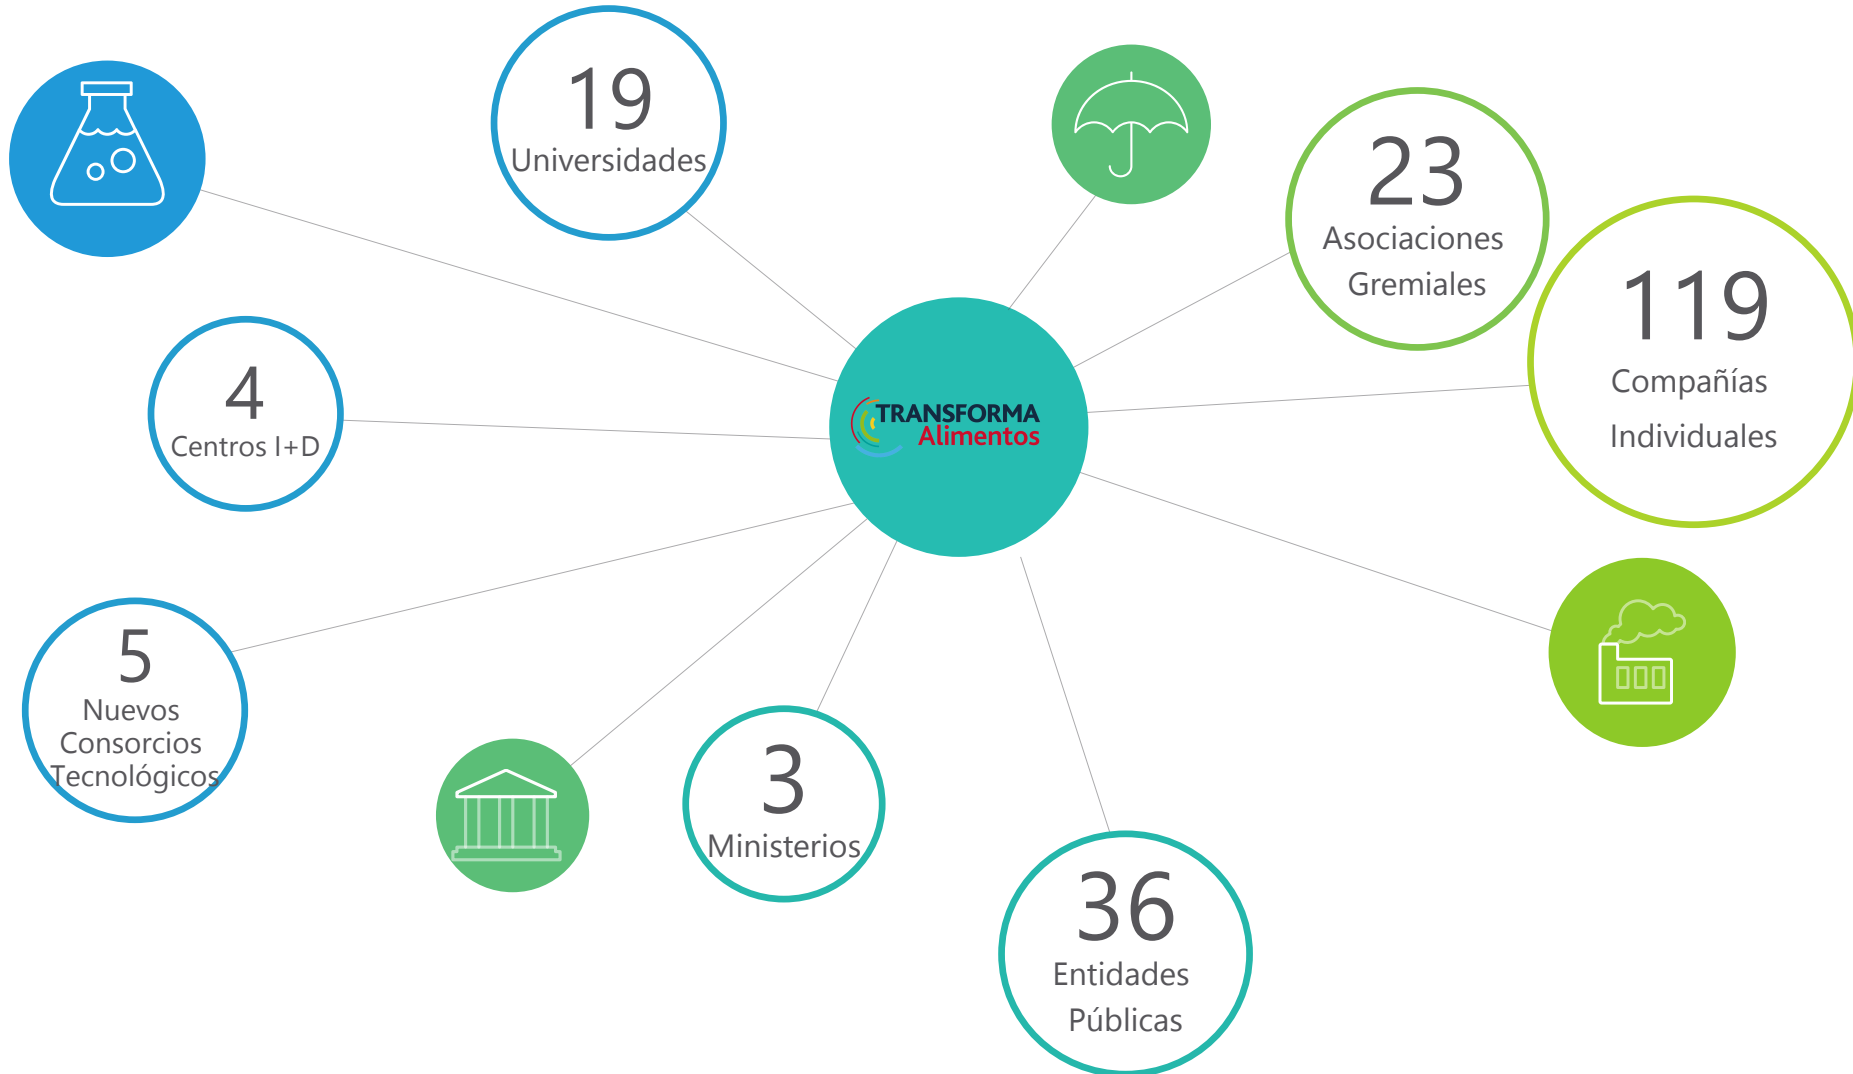 19
Universidades
23
Asociaciones
Gremiales
119
Compañías
Individuales
4
Centros I+D
TRANSFORMA
Alimentos
5
Nuevos
Consorcios
Tecnológicos
3
Ministerios
36
Entidades
Públicas